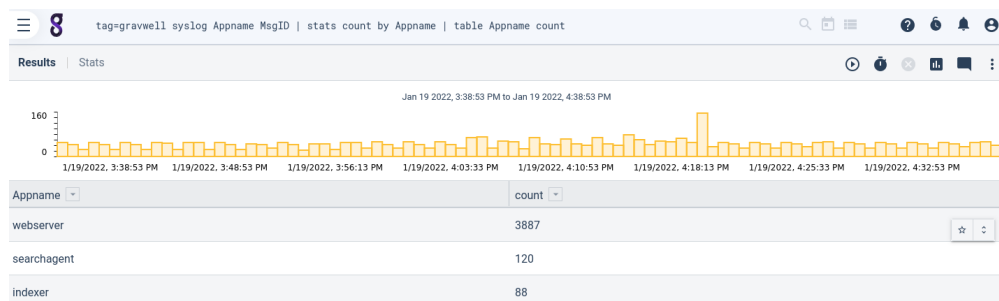 tag=gravwell syslog Appname MsgID | stats count by Appname | table Appname count
Results | Stats
Jan 19 2022, 3:38:53 PM to Jan 19 2022, 4:38:53 PM
160
0
1/19/2022, 3:38:53 PM 1/19/2022, 3:48:53 PM 1/19/2022, 3:56:13 PM 1/19/2022, 4:03:33 PM 1/19/2022, 4:10:53 PM 1/19/2022, 4:18:13 PM 1/19/2022, 4:25:33 PM 1/19/2022, 4:32:53 PM
Appname count
webserver 3887
searchagent 120
indexer 88